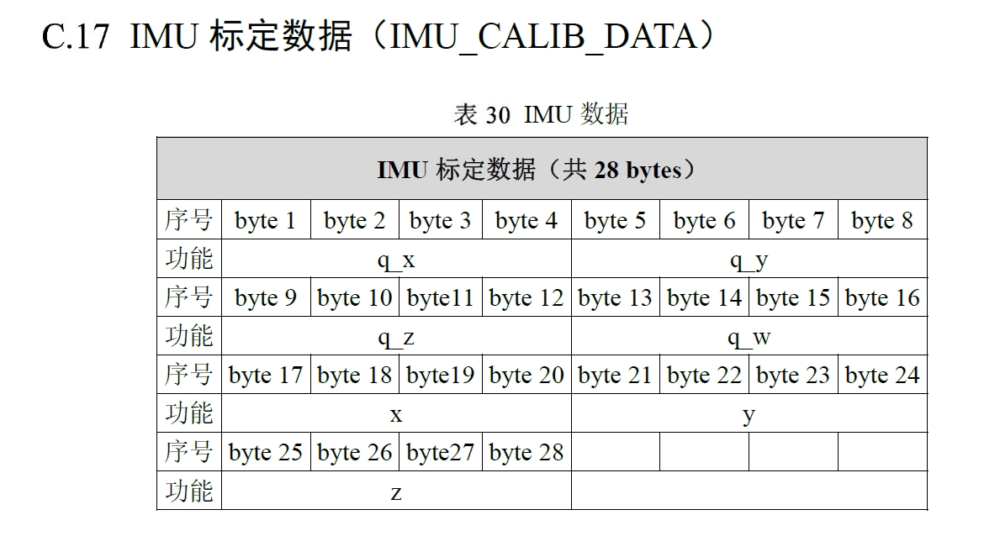 C.17 IMU 标定数据（IMU_CALIB_DATA）
表 30 IMU 数据
IMU 标定数据（共 28 bytes）
序号 byte 1 byte 2 byte 3 byte 4 byte 5 byte 6 byte 7 byte 8
功能 q_x q_y
序号 byte 9 byte 10 byte11 byte 12 byte 13 byte 14 byte 15 byte 16
功能 q_z q_w
序号 byte 17 byte 18 byte19 byte 20 byte 21 byte 22 byte 23 byte 24
功能 x y
序号 byte 25 byte 26 byte27 byte 28
功能 z